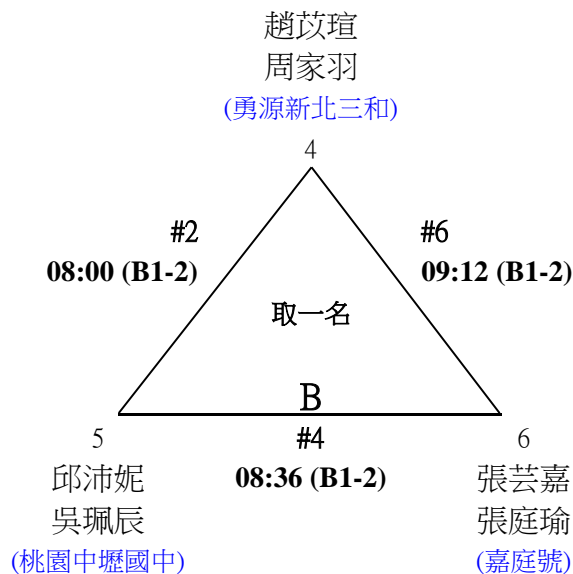 趙苡瑄
周家羽
(勇源新北三和)
4
#2
08:00 (B1-2)
#6
09:12 (B1-2)
取一名
B
5
#4
6
08:36 (B1-2)
邱沛妮
吳珮辰
(桃園中壢國中)
張芸嘉
張庭瑜
(嘉庭號)